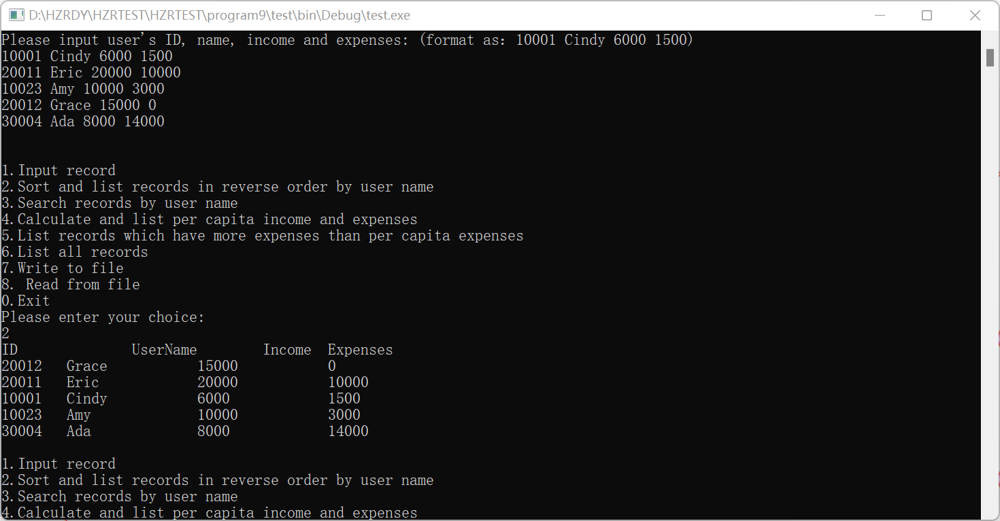 D:\HZRDY\HZRTEST\HZRTEST\program9\test\bin\Debug\test.exe
Please input user's ID, name, income and expenses: (format as: 10001 Cindy 6000 1500)
10001 Cindy 6000 1500
20011 Eric 20000 10000
10023 Amy 10000 3000
20012 Grace 15000 0
30004 Ada 8000 14000
1.Input record
2.Sort and list records in reverse order by user name
3.Search records by user name
4.Calculate and list per capita income and expenses
5.List records which have more expenses than per capita expenses
6.List all records
7.Write to file
8. Read from file
0.Exit
Please enter your choice:
2
ID UserName Income Expenses
20012 Grace 15000 0
20011 Eric 20000 10000
10001 Cindy 6000 1500
10023 Amy 10000 3000
30004 Ada 8000 14000
1.Input record
2.Sort and list records in reverse order by user name
3.Search records by user name
4.Calculate and list per capita income and expenses